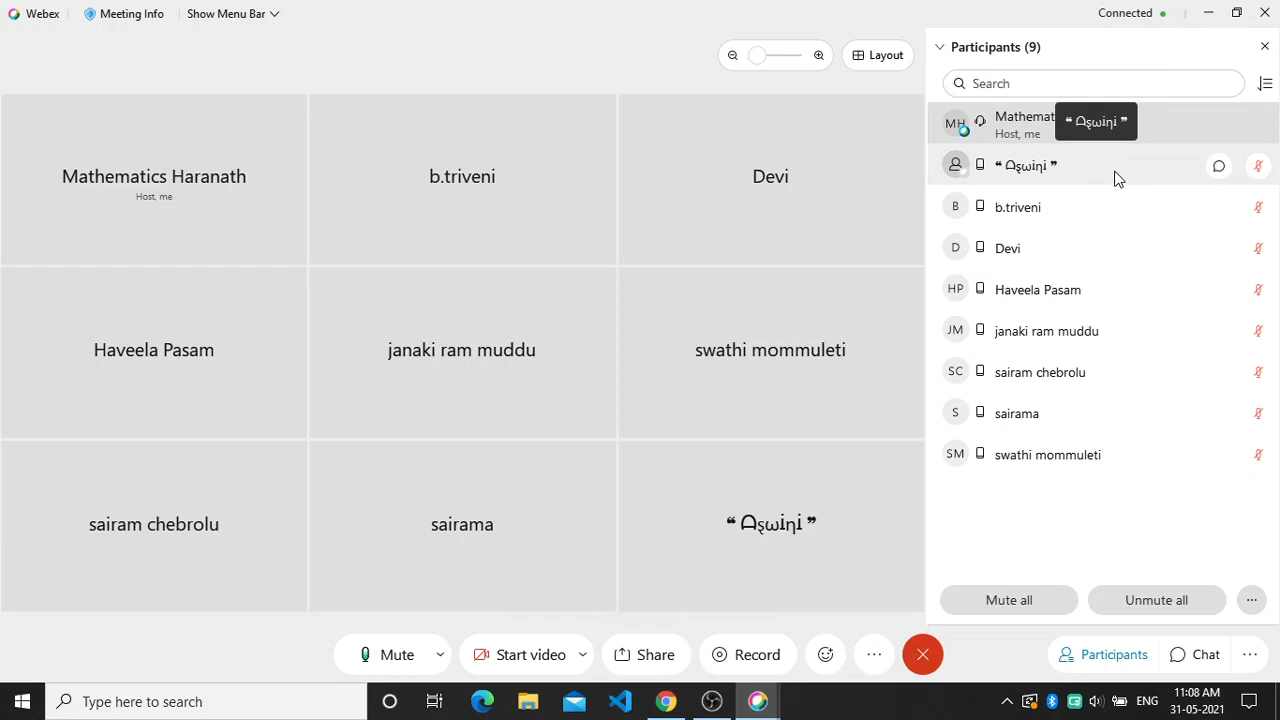 Webex
Meeting Info
Show Menu Bar
Connected
Layout
Mathematics Haranath
Host, me
b.triveni
Devi
Haveela Pasam
janaki ram muddu
swathi mommuleti
sairam chebrolu
sairama
❝ ᗩʂωἰηἰ ❞
Participants (9)
Search
MH
Mathemat
Host, me
❝ ᗩʂωἰηἰ ❞
❝ ᗩʂωἰηἰ ❞
B b.triveni
D Devi
HP Haveela Pasam
JM janaki ram muddu
SC sairam chebrolu
S sairama
SM swathi mommuleti
Mute all
Unmute all
Mute
Start video
Share
Record
Participants
Chat
Type here to search
ENG
11:08 AM
31-05-2021